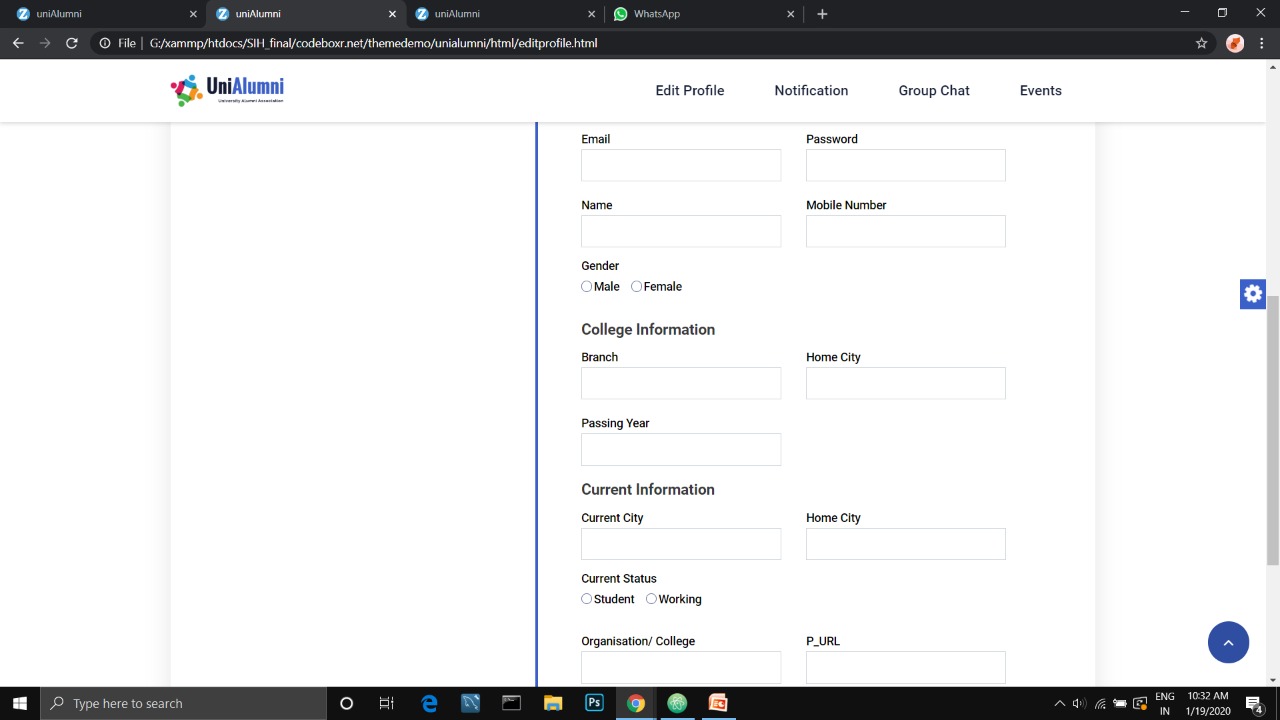 uniAlumni
uniAlumni
uniAlumni
WhatsApp
File | G:/xammp/htdocs/SIH_final/codeboxr.net/themedemo/unialumni/html/editprofile.html
UniAlumni
University Alumni Association
Edit Profile Notification Group Chat Events
Email Password
Name Mobile Number
Gender
Male Female
College Information
Branch Home City
Passing Year
Current Information
Current City Home City
Current Status
Student Working
Organisation/ College P_URL
Type here to search
Ps
ENG
IN
10:32 AM
1/19/2020
4